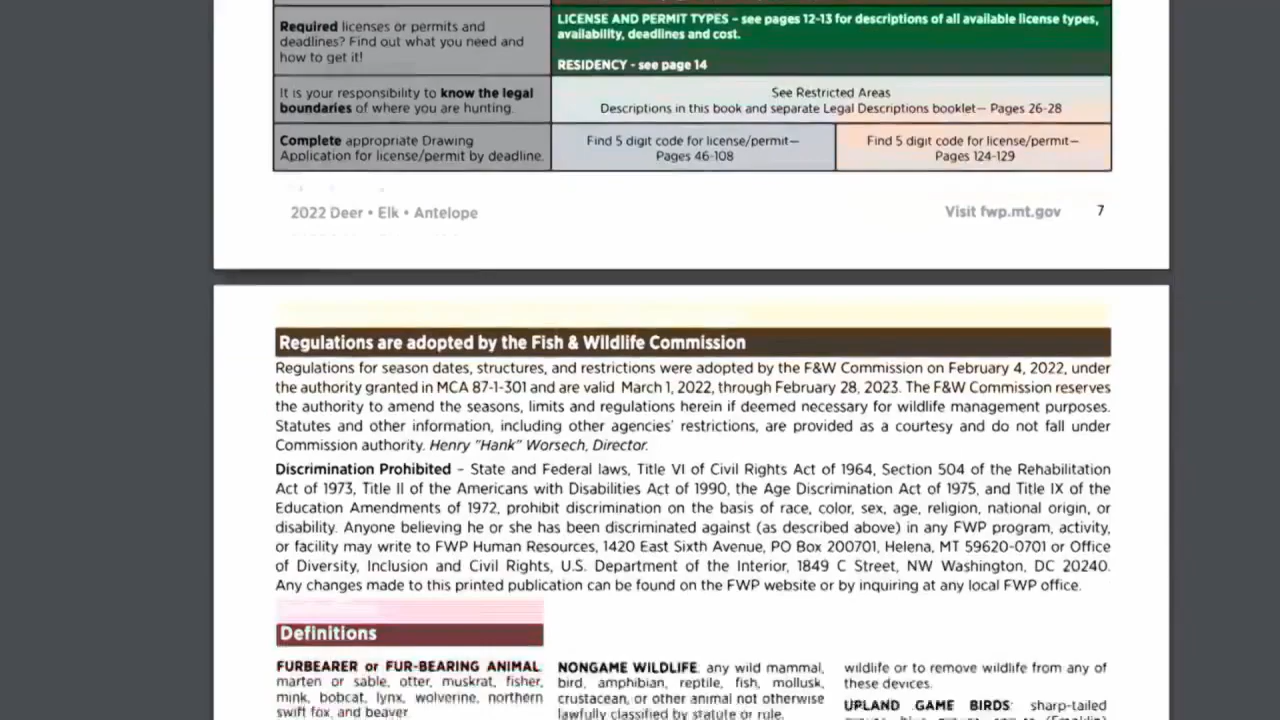 Required licenses or permits and
deadlines? Find out what you need and
how to get it!
LICENSE AND PERMIT TYPES – see pages 12-13 for descriptions of all available license types,
availability, deadlines and cost.
RESIDENCY - see page 14
It is your responsibility to know the legal
boundaries of where you are hunting.
See Restricted Areas
Descriptions in this book and separate Legal Descriptions booklet— Pages 26-28
Complete appropriate Drawing
Application for license/permit by deadline.
Find 5 digit code for license/permit—
Pages 46-108
Find 5 digit code for license/permit—
Pages 124-129
2022 Deer • Elk • Antelope
Visit fwp.mt.gov 7
Regulations are adopted by the Fish & Wildlife Commission
Regulations for season dates, structures, and restrictions were adopted by the F&W Commission on February 4, 2022, under
the authority granted in MCA 87-1-301 and are valid March 1, 2022, through February 28, 2023. The F&W Commission reserves
the authority to amend the seasons, limits and regulations herein if deemed necessary for wildlife management purposes.
Statutes and other information, including other agencies' restrictions, are provided as a courtesy and do not fall under
Commission authority. Henry "Hank" Worsech, Director.
Discrimination Prohibited – State and Federal laws, Title VI of Civil Rights Act of 1964, Section 504 of the Rehabilitation
Act of 1973, Title II of the Americans with Disabilities Act of 1990, the Age Discrimination Act of 1975, and Title IX of the
Education Amendments of 1972, prohibit discrimination on the basis of race, color, sex, age, religion, national origin, or
disability. Anyone believing he or she has been discriminated against (as described above) in any FWP program, activity,
or facility may write to FWP Human Resources, 1420 East Sixth Avenue, PO Box 200701, Helena, MT 59620-0701 or Office
of Diversity, Inclusion and Civil Rights, U.S. Department of the Interior, 1849 C Street, NW Washington, DC 20240.
Any changes made to this printed publication can be found on the FWP website or by inquiring at any local FWP office.
Definitions
FURBEARER or FUR-BEARING ANIMAL
marten or sable, otter, muskrat, fisher,
mink, bobcat, lynx, wolverine, northern
swift fox, and beaver
NONGAME WILDLIFE any wild mammal,
bird, amphibian, reptile, fish, mollusk,
crustacean, or other animal not otherwise
lawfully classified by statute or rule.
wildlife or to remove wildlife from any of
these devices.
UPLAND GAME BIRDS: sharp-tailed